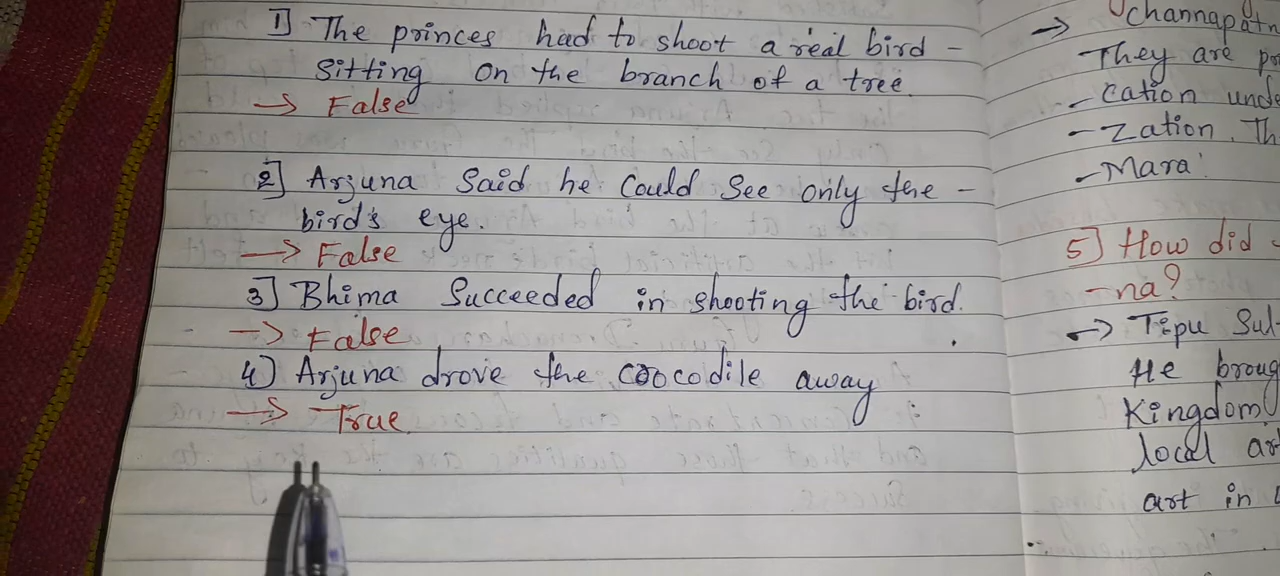 1] The princes had to shoot a real bird -
sitting on the branch of a tree.
→ False
2] Arjuna Said he Could See only the -
bird's eye.
→ False
3] Bhima Succeeded in shooting the bird.
→ False
4] Arjuna drove the crocodile away
→ True.
→ Channapatn
They are
- cation unde
- zation. Th
- Mara
5] How did
- na?
→ Tipu Sul
He broug
Kingdom
local
art in